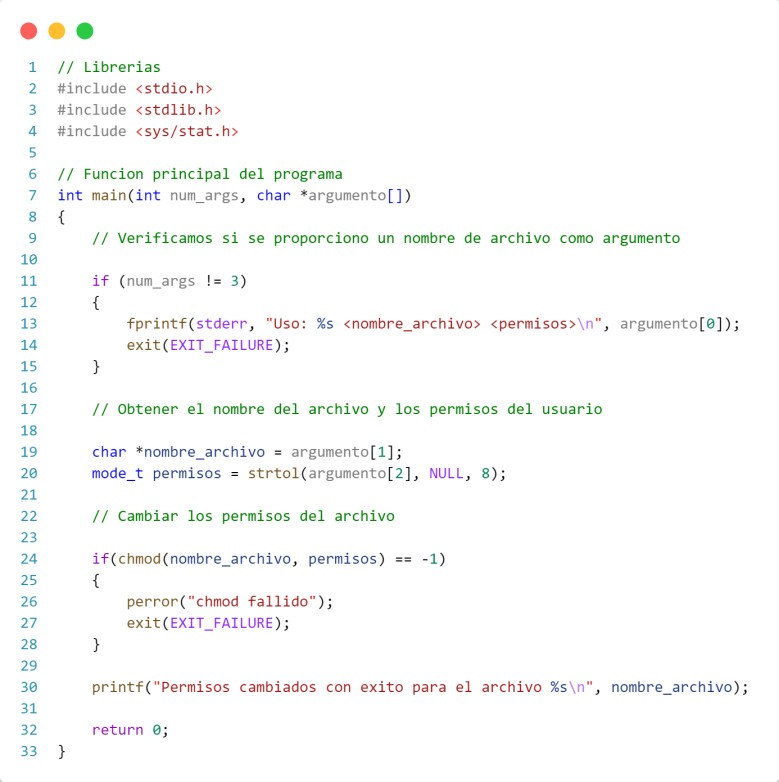 1 // Librerias
2 #include <stdio.h>
3 #include <stdlib.h>
4 #include <sys/stat.h>
5
6 // Funcion principal del programa
7 int main(int num_args, char *argumento[])
8 {
9     // Verificamos si se proporciono un nombre de archivo como argumento
10
11     if (num_args != 3)
12     {
13         fprintf(stderr, "Uso: %s <nombre_archivo> <permisos>\n", argumento[0]);
14         exit(EXIT_FAILURE);
15     }
16
17     // Obtener el nombre del archivo y los permisos del usuario
18
19     char *nombre_archivo = argumento[1];
20     mode_t permisos = strtol(argumento[2], NULL, 8);
21
22     // Cambiar los permisos del archivo
23
24     if(chmod(nombre_archivo, permisos) == -1)
25     {
26         perror("chmod fallido");
27         exit(EXIT_FAILURE);
28     }
29
30     printf("Permisos cambiados con exito para el archivo %s\n", nombre_archivo);
31
32     return 0;
33 }